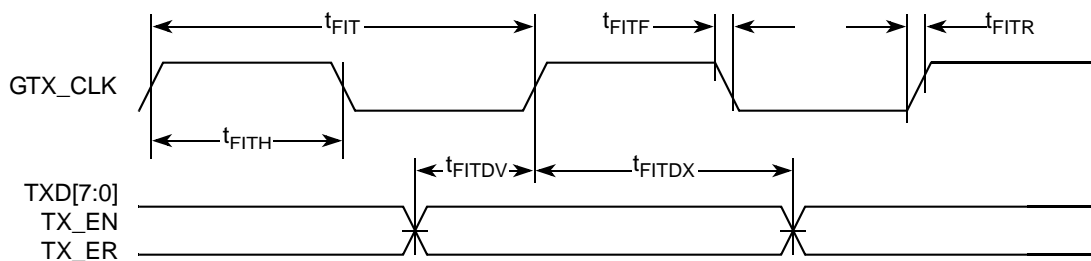 tFIT tFITF tFITR
GTX_CLK
tFITH
tFITDV tFITDX
TXD[7:0]
TX_EN
TX_ER